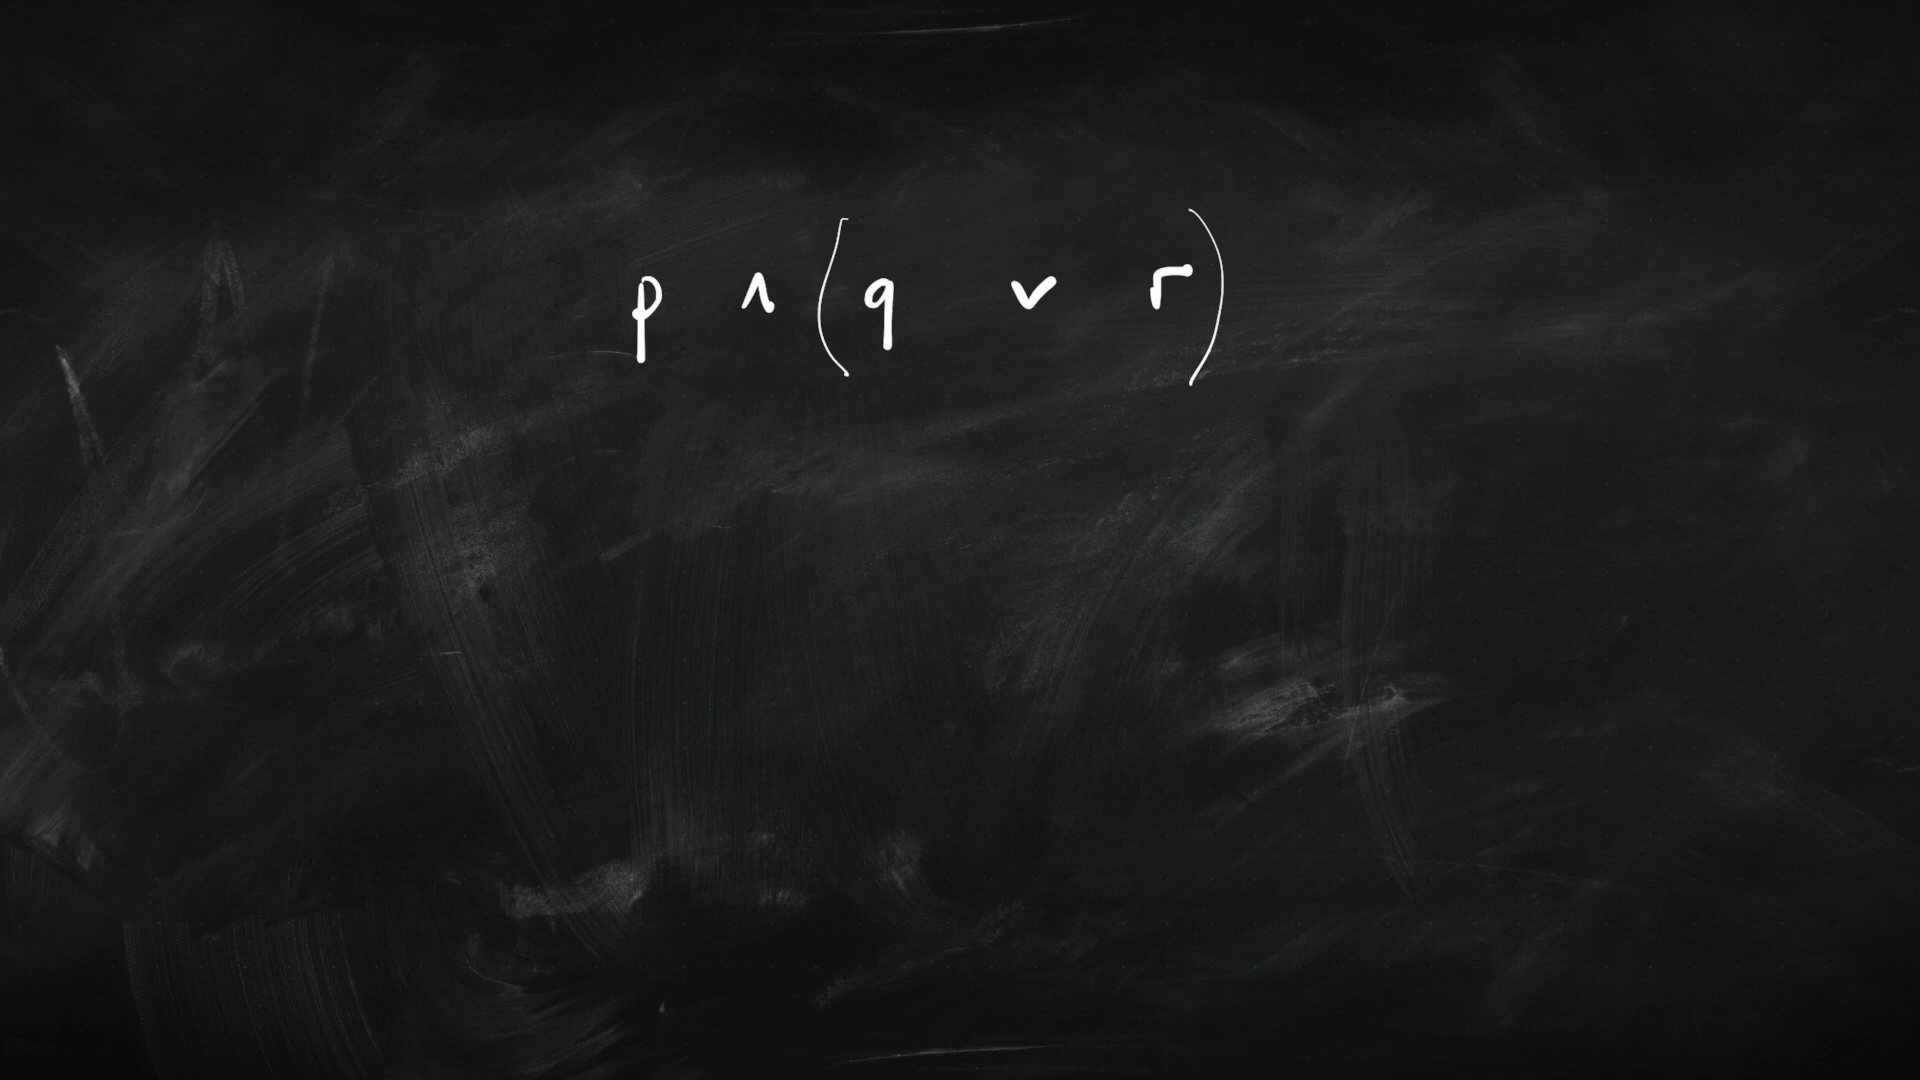 p ∧ (q ∨ r)